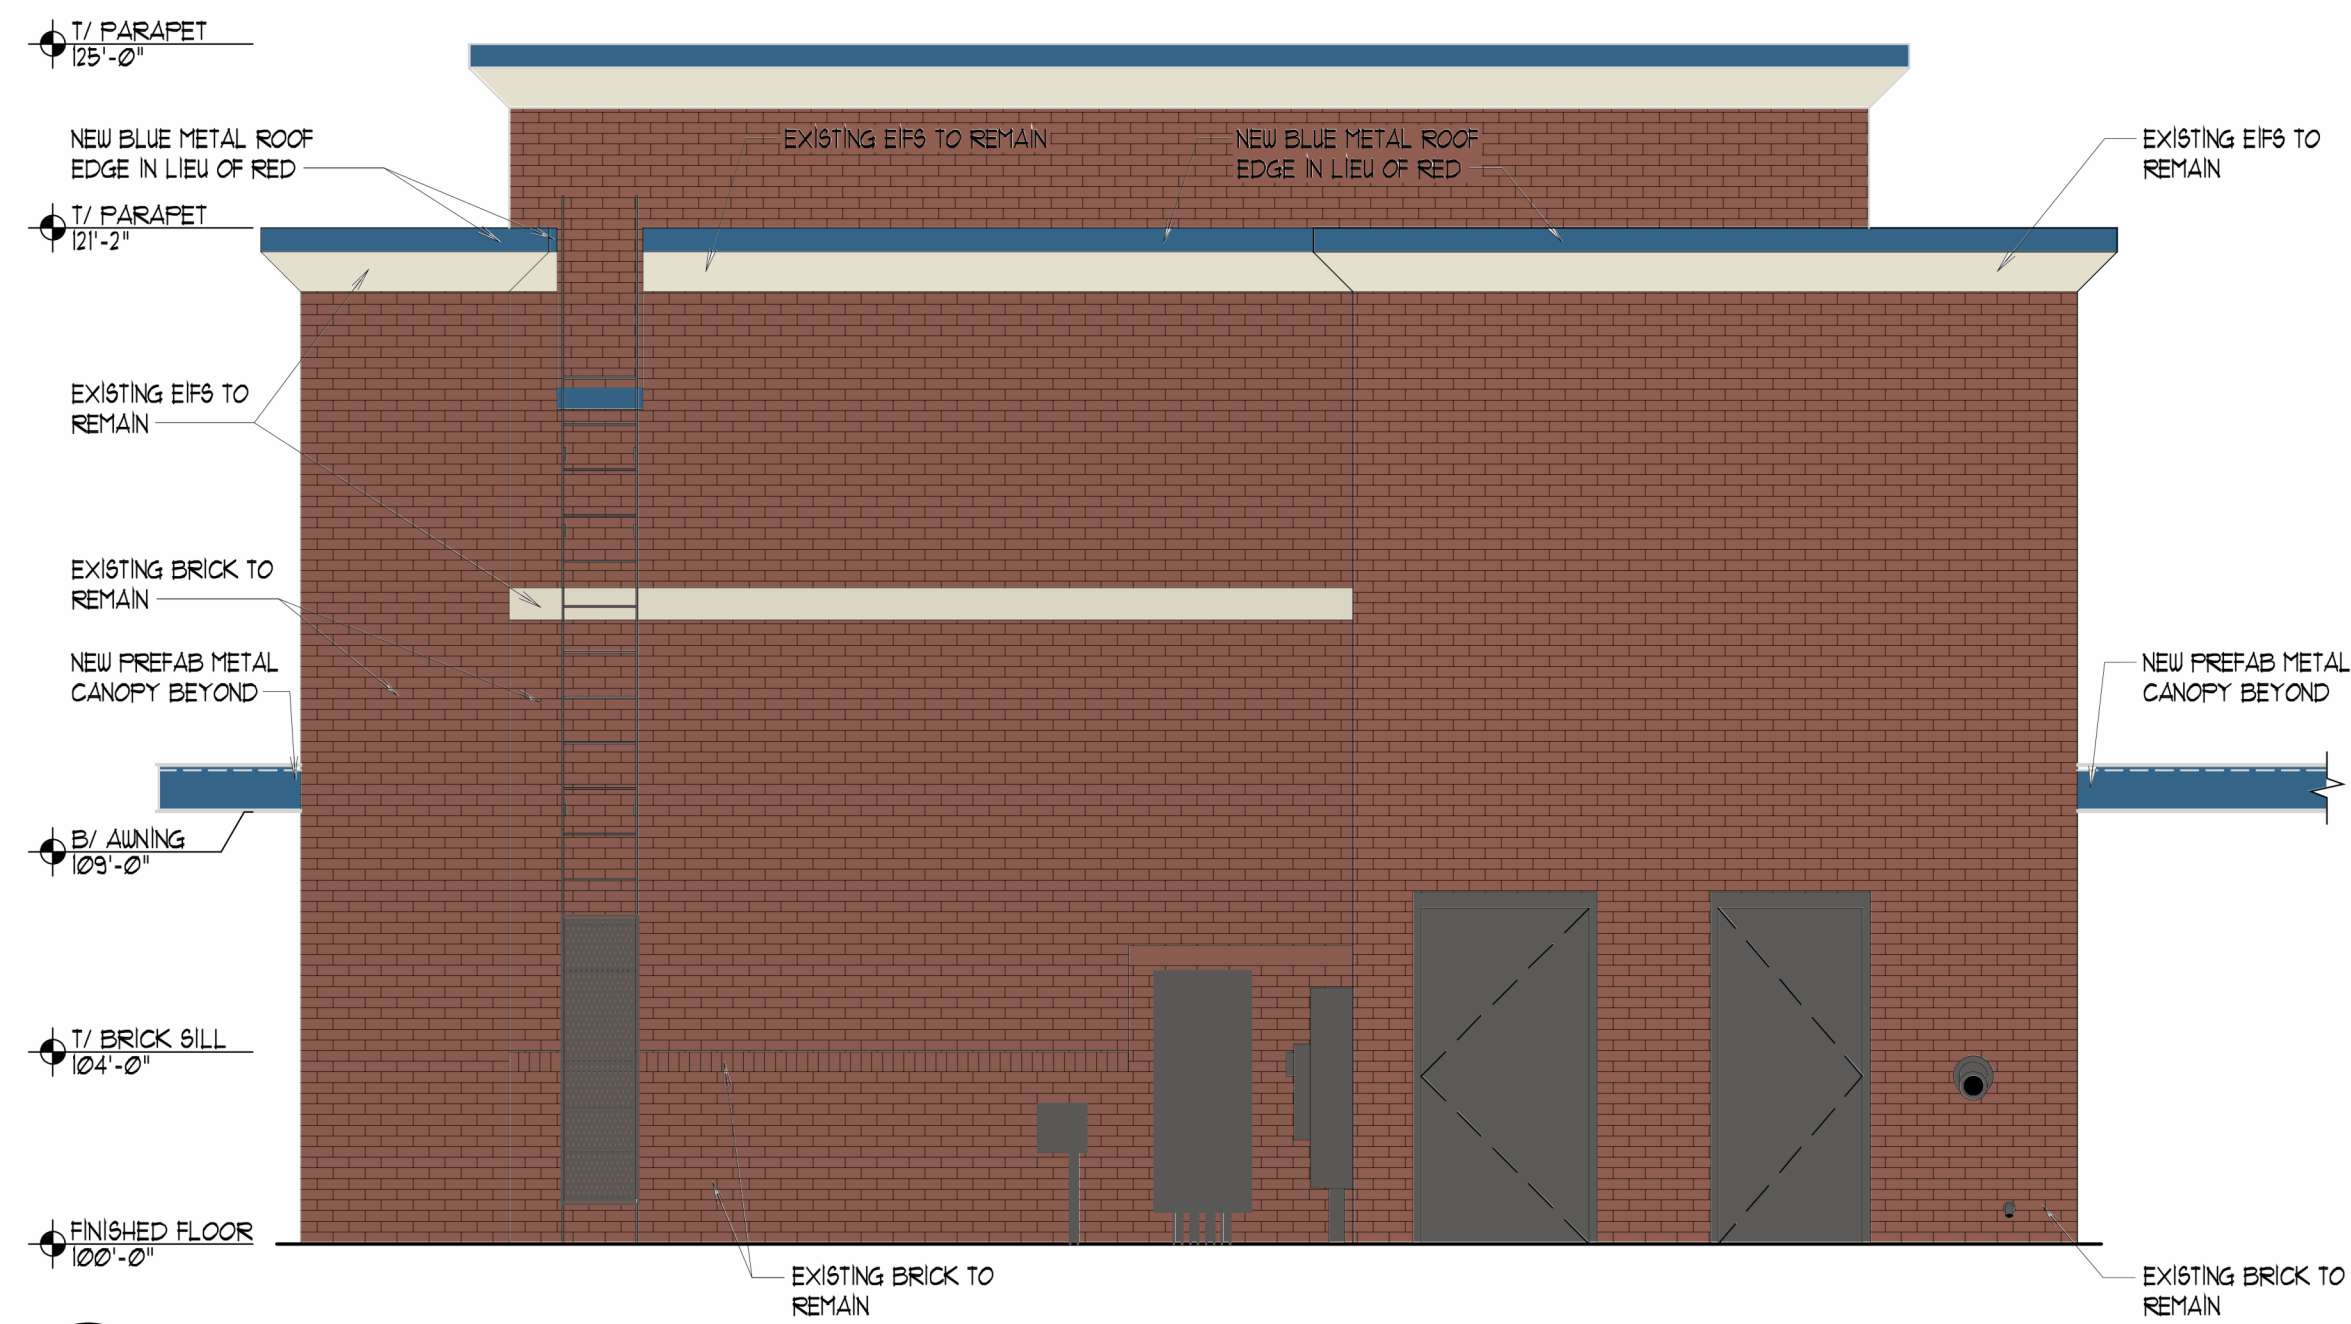 T/ PARAPET
125'-0"
NEW BLUE METAL ROOF
EDGE IN LIEU OF RED
EXISTING EIFS TO REMAIN
NEW BLUE METAL ROOF
EDGE IN LIEU OF RED
EXISTING EIFS TO
REMAIN
T/ PARAPET
121'-2"
EXISTING EIFS TO
REMAIN
EXISTING BRICK TO
REMAIN
NEW PREFAB METAL
CANOPY BEYOND
NEW PREFAB METAL
CANOPY BEYOND
B/ AWNING
109'-0"
T/ BRICK SILL
104'-0"
FINISHED FLOOR
100'-0"
EXISTING BRICK TO
REMAIN
EXISTING BRICK TO
REMAIN